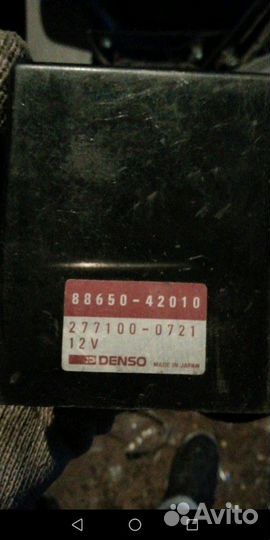 88650-42010
277100-0721
12V
DENSO MADE IN JAPAN
Avito